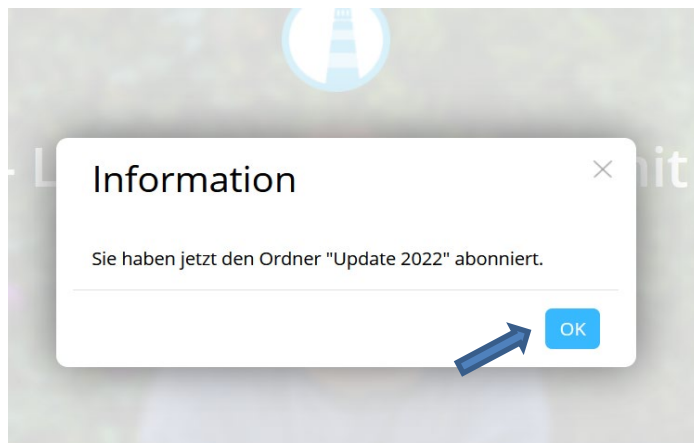 Information
Sie haben jetzt den Ordner "Update 2022" abonniert.
OK